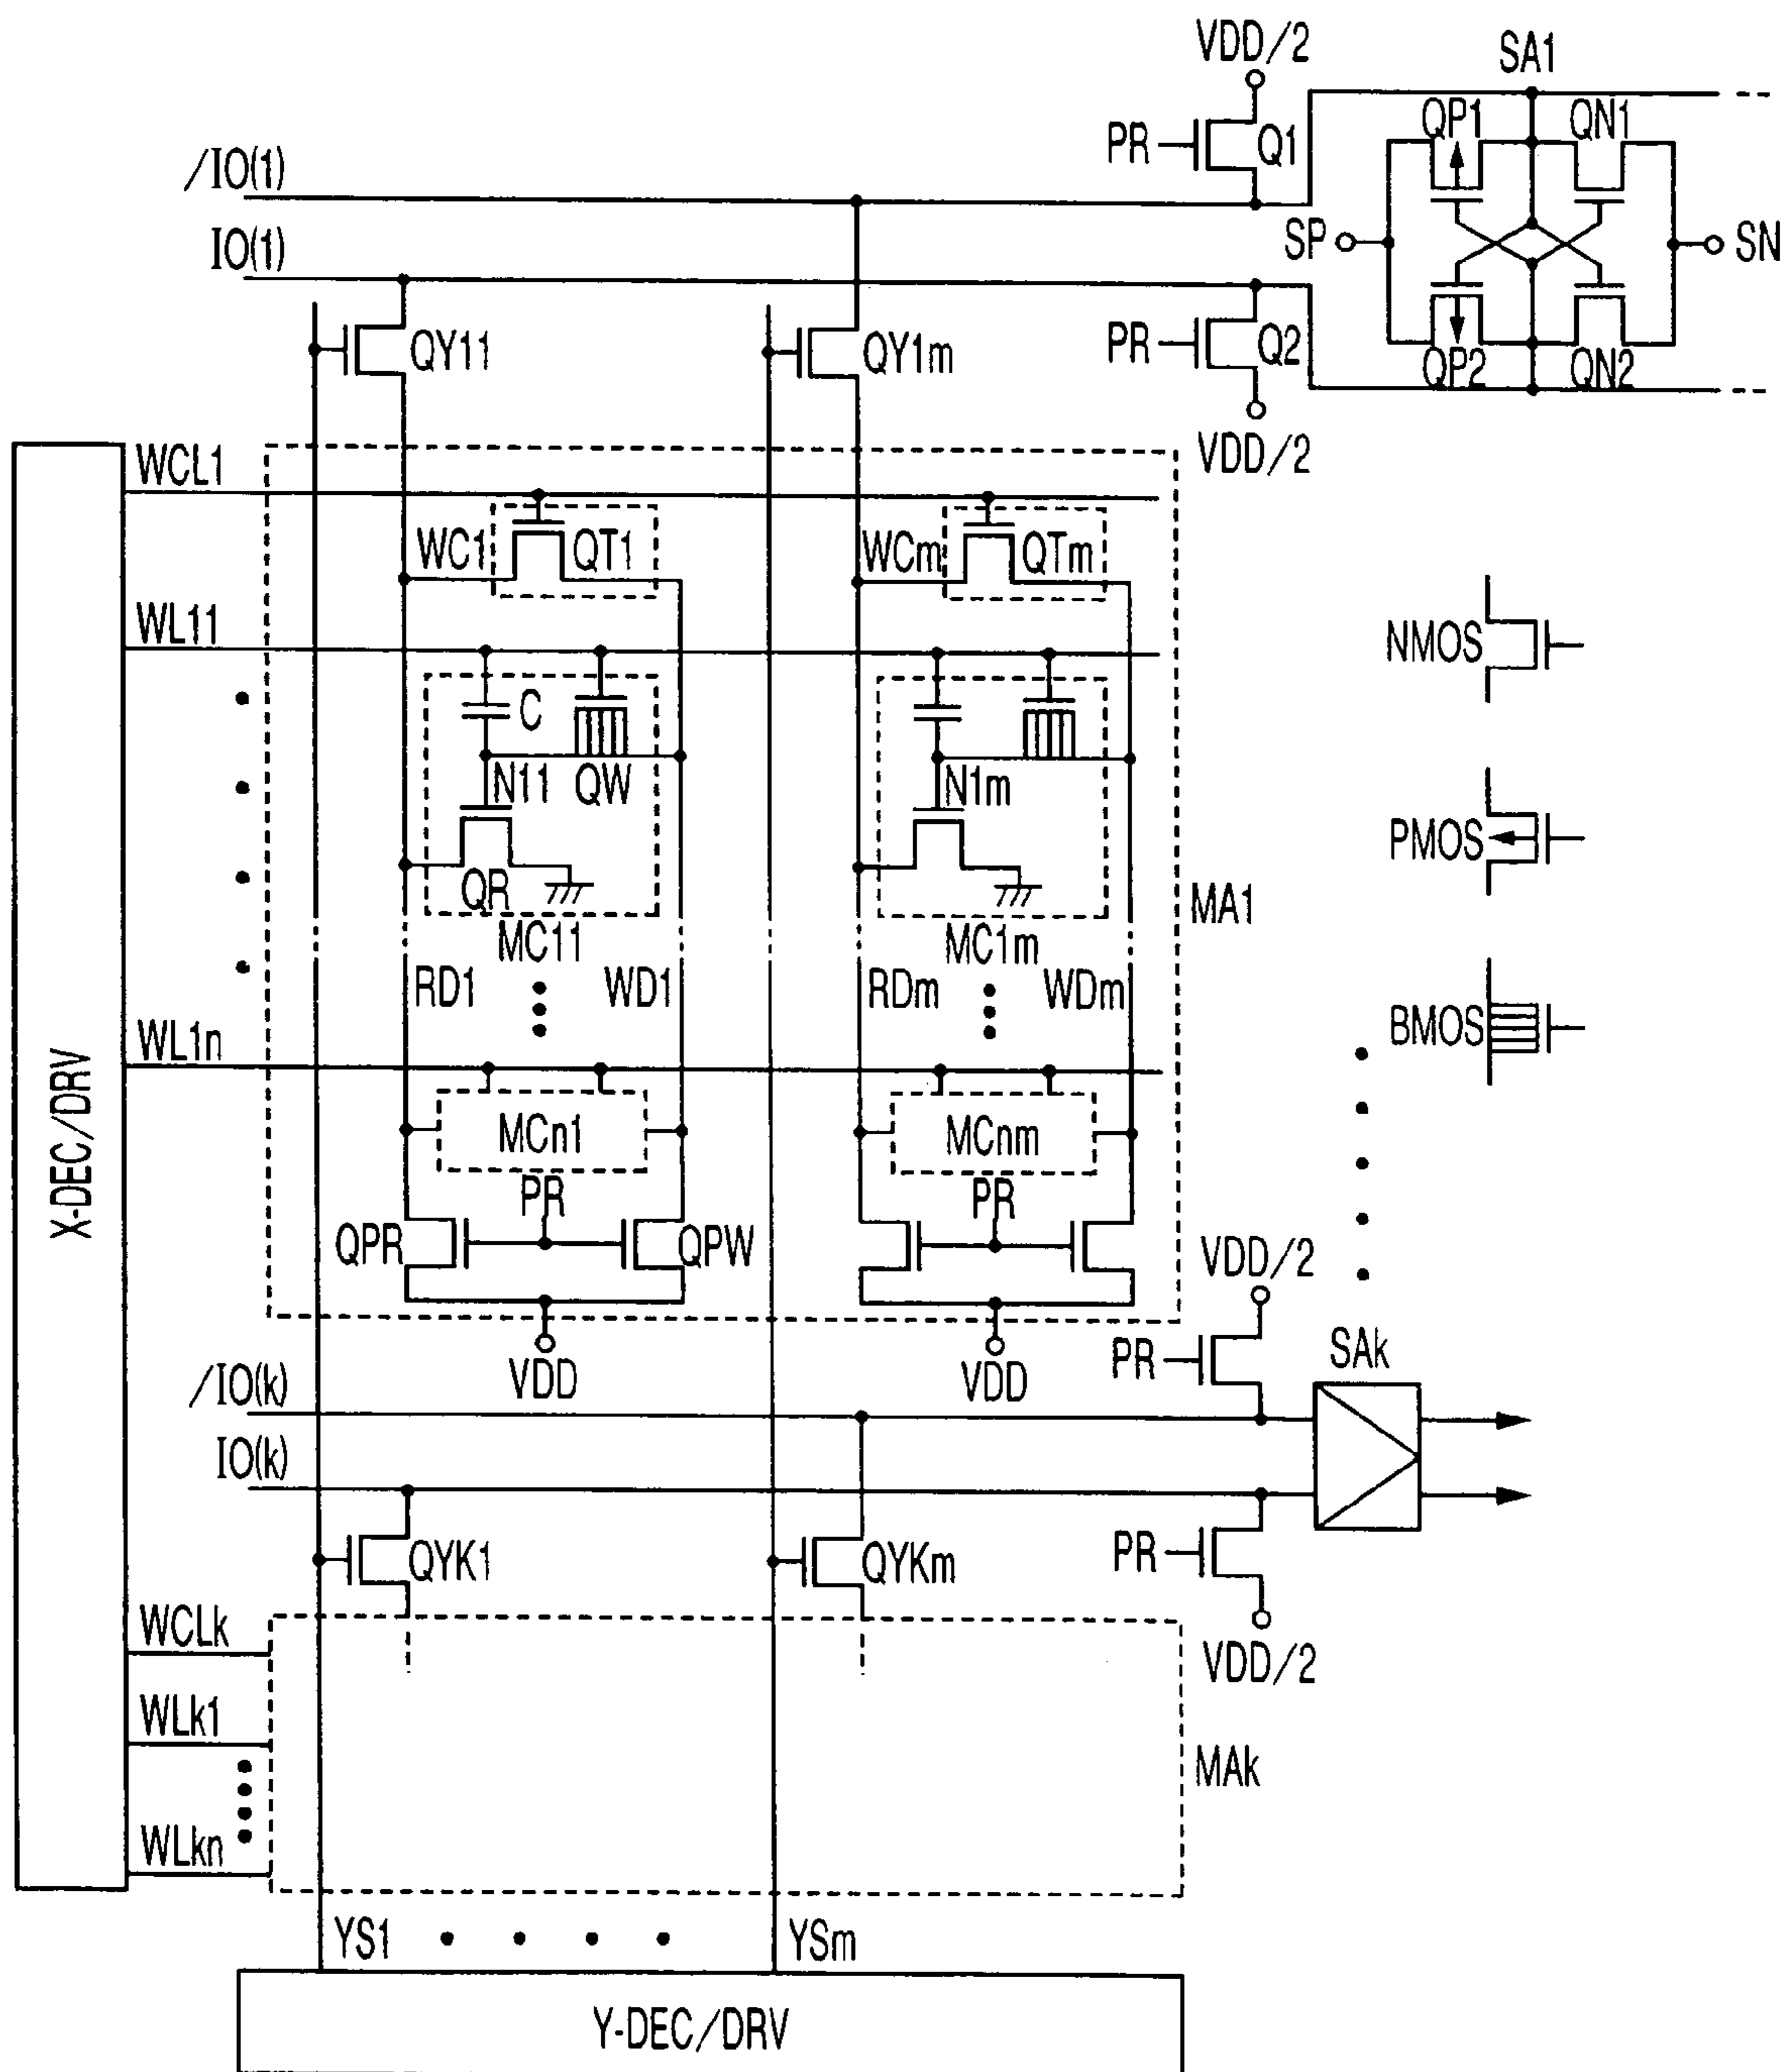 VDD/2
SA1
PR
Q1
QP1
QN1
/IO(1)
SP
SN
IO(1)
QY11
QY1m
PR
Q2
QP2
QN2
VDD/2
WCL1
WC1
QT1
WCm
QTm
WL11
NMOS
C
N11
QW
N1m
PMOS
QR
MC11
MC1m
MA1
RD1
WD1
RDm
WDm
BMOS
WL1n
MCn1
MCnm
X-DEC/DRV
PR
PR
QPR
QPW
VDD/2
VDD
VDD
PR
SAk
/IO(k)
IO(k)
QYK1
QYKm
PR
WCLk
VDD/2
WLk1
MAk
WLkn
YS1
YSm
Y-DEC/DRV